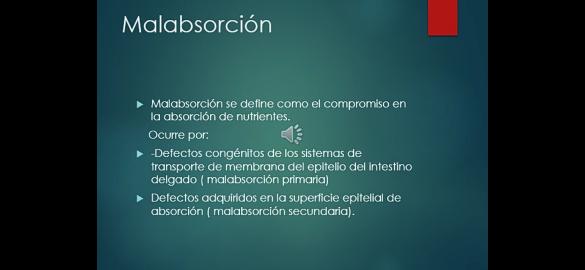 Malabsorción
Malabsorción se define como el compromiso en
la absorción de nutrientes.
Ocurre por:
-Defectos congénitos de los sistemas de
transporte de membrana del epitelio del intestino
delgado ( malabsorción primaria)
Defectos adquiridos en la superficie epitelial de
absorción ( malabsorción secundaria).